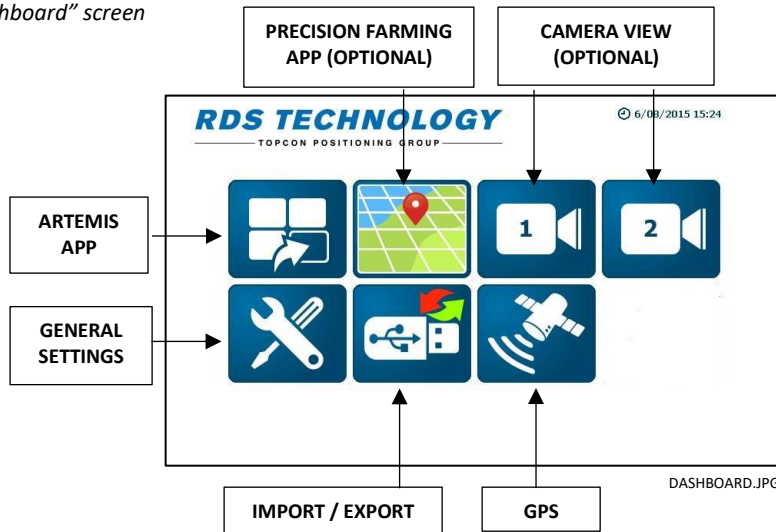 hboard” screen
PRECISION FARMING
APP (OPTIONAL)
CAMERA VIEW
(OPTIONAL)
RDS TECHNOLOGY
TOPCON POSITIONING GROUP
6/08/2015 15:24
ARTEMIS
APP
1
2
GENERAL
SETTINGS
DASHBOARD.JPG
IMPORT / EXPORT
GPS